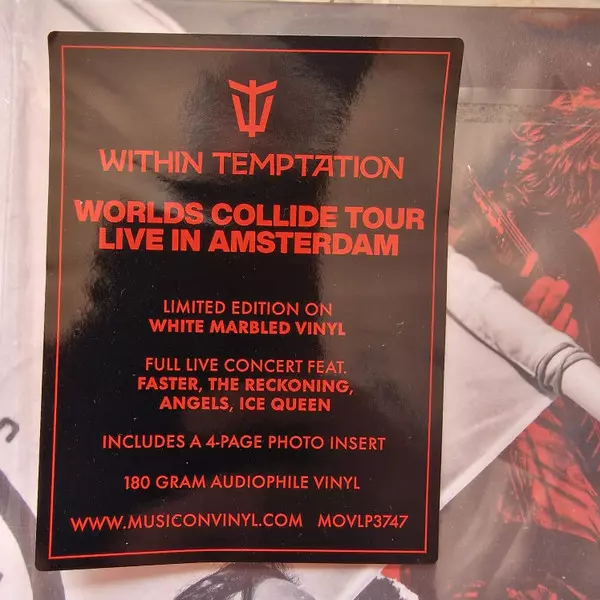 WITHIN TEMPTATION
WORLDS COLLIDE TOUR
LIVE IN AMSTERDAM
LIMITED EDITION ON
WHITE MARBLED VINYL
FULL LIVE CONCERT FEAT.
FASTER, THE RECKONING,
ANGELS, ICE QUEEN
INCLUDES A 4-PAGE PHOTO INSERT
180 GRAM AUDIOPHILE VINYL
WWW.MUSICONVINYL.COM MOVLP3747